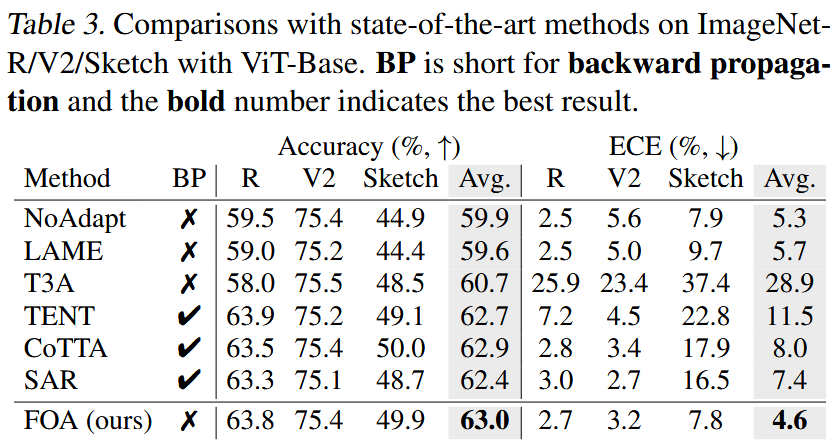 Table 3. Comparisons with state-of-the-art methods on ImageNet-
R/V2/Sketch with ViT-Base. BP is short for backward propaga-
tion and the bold number indicates the best result.
Accuracy (%, ↑) ECE (%, ↓)
Method BP R V2 Sketch Avg. R V2 Sketch Avg.
NoAdapt ✗ 59.5 75.4 44.9 59.9 2.5 5.6 7.9 5.3
LAME ✗ 59.0 75.2 44.4 59.6 2.5 5.0 9.7 5.7
T3A ✗ 58.0 75.5 48.5 60.7 25.9 23.4 37.4 28.9
TENT ✔ 63.9 75.2 49.1 62.7 7.2 4.5 22.8 11.5
CoTTA ✔ 63.5 75.4 50.0 62.9 2.8 3.4 17.9 8.0
SAR ✔ 63.3 75.1 48.7 62.4 3.0 2.7 16.5 7.4
FOA (ours) ✗ 63.8 75.4 49.9 63.0 2.7 3.2 7.8 4.6